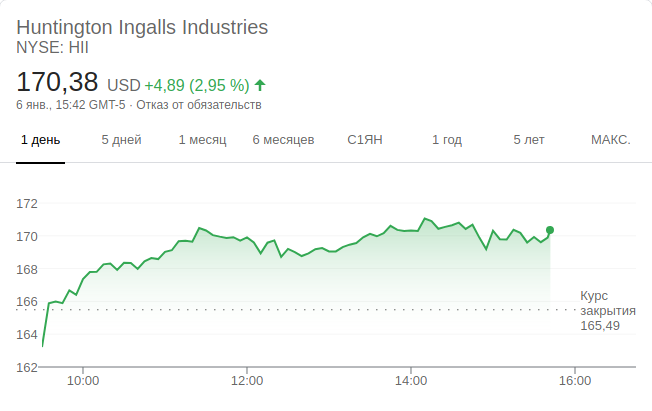 Huntington Ingalls Industries
NYSE: HII
170,38 USD +4,89 (2,95 %)
6 янв., 15:42 GMT-5 · Отказ от обязательств
1 день 5 дней 1 месяц 6 месяцев С1ЯН 1 год 5 лет МАКС.
172
170
168
166
164
162
Курс
закрытия
165,49
10:00 12:00 14:00 16:00